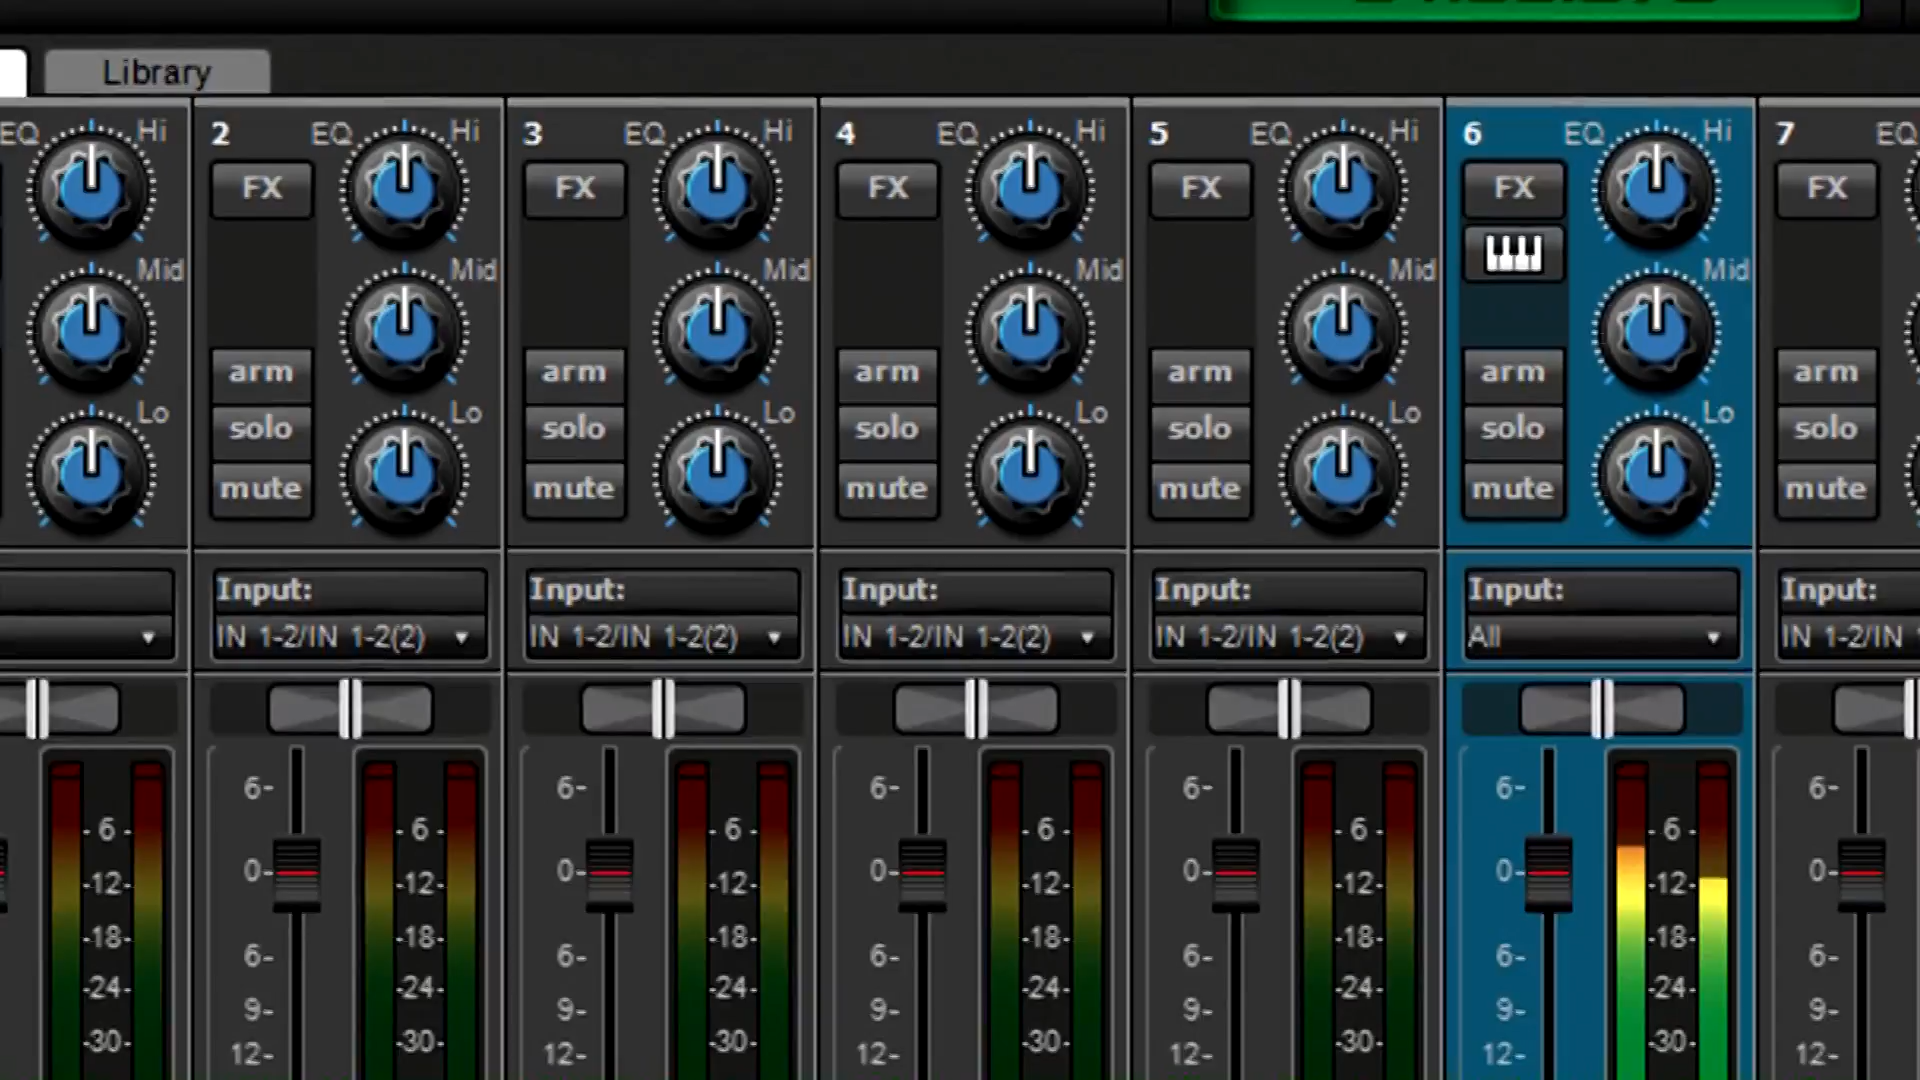 Library
EQ Hi 2 EQ Hi 3 EQ Hi 4 EQ Hi 5 EQ Hi 6 EQ Hi 7 EQ
FX FX FX FX FX FX
Mid Mid Mid Mid Mid Mid
arm arm arm arm arm arm
Lo solo Lo solo Lo solo Lo solo Lo solo Lo solo
mute mute mute mute mute mute
Input: Input: Input: Input: Input: Input:
IN 1-2/IN 1-2(2) IN 1-2/IN 1-2(2) IN 1-2/IN 1-2(2) IN 1-2/IN 1-2(2) All IN 1-2/IN
6- 6- 6- 6- 6- 6-
- 6 - - 6 - - 6 - - 6 - - 6 - - 6 -
0- 0- 0- 0- 0- 0-
-12- -12- -12- -12- -12- -12-
-18- -18- -18- -18- -18- -18-
6- 6- 6- 6- 6- 6-
-24- -24- -24- -24- -24- -24-
9- 9- 9- 9- 9- 9-
-30- -30- -30- -30- -30- -30-
12- 12- 12- 12- 12- 12-